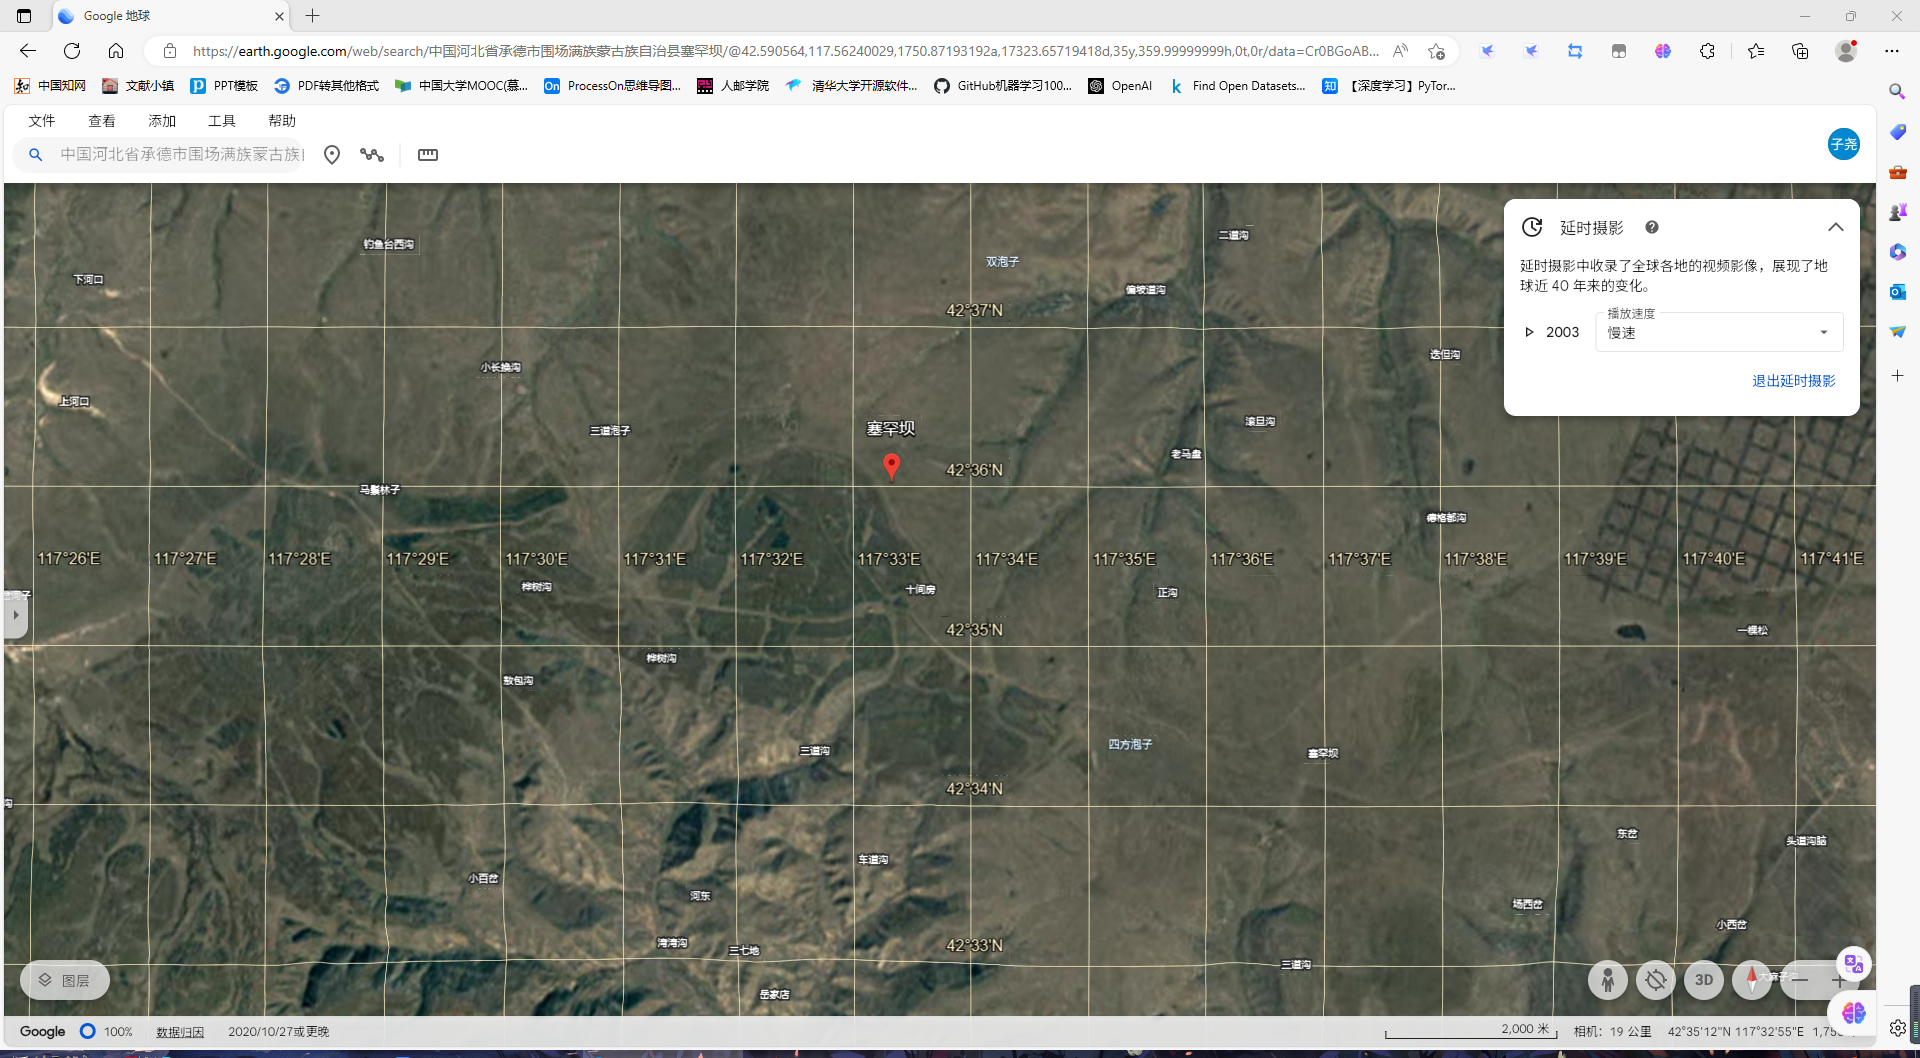 Google 地球
https://earth.google.com/web/search/中国河北省承德市围场满族蒙古族自治县塞罕坝/@42.590564,117.56240029,1750.87193192a,17323.65719418d,35y,359.99999999h,0t,0r/data=Cr0BGoAB...
中国知网 文献小镇 PPT模板 PDF转其他格式 中国大学MOOC(慕... On ProcessOn思维导图... 人邮学院 清华大学开源软件... GitHub机器学习100... OpenAI Find Open Datasets... 知 【深度学习】PyTor...
文件 查看 添加 工具 帮助
中国河北省承德市围场满族蒙古族
子尧
延时摄影
延时摄影中收录了全球各地的视频影像，展现了地
球近 40 年来的变化。
播放速度
2003 慢速
退出延时摄影
二道沟
钓鱼台西沟
双泡子
下河口
偏坡道沟
42°37'N
迭但沟
小长换沟
上河口
滚旦沟
塞罕坝
三道泡子
老马盘
42°36'N
马鬃林子
德格都沟
117°26'E 117°27'E 117°28'E 117°29'E 117°30'E 117°31'E 117°32'E 117°33'E 117°34'E 117°35'E 117°36'E 117°37'E 117°38'E 117°39'E 117°40'E 117°41'E
桦树沟
十间房
正沟
42°35'N
一棵松
桦树沟
敖包沟
四方泡子
三道沟
塞罕坝
42°34'N
沟
东岔
头道沟脑
车道沟
小百岔
河东
场西岔
小西岔
湾湾沟
42°33'N
三七地
三道沟
大麻子沟
岳家店
图层
3D
Google 100% 数据归因 2020/10/27或更晚 2,000 米 相机：19 公里 42°35'12"N 117°32'55"E